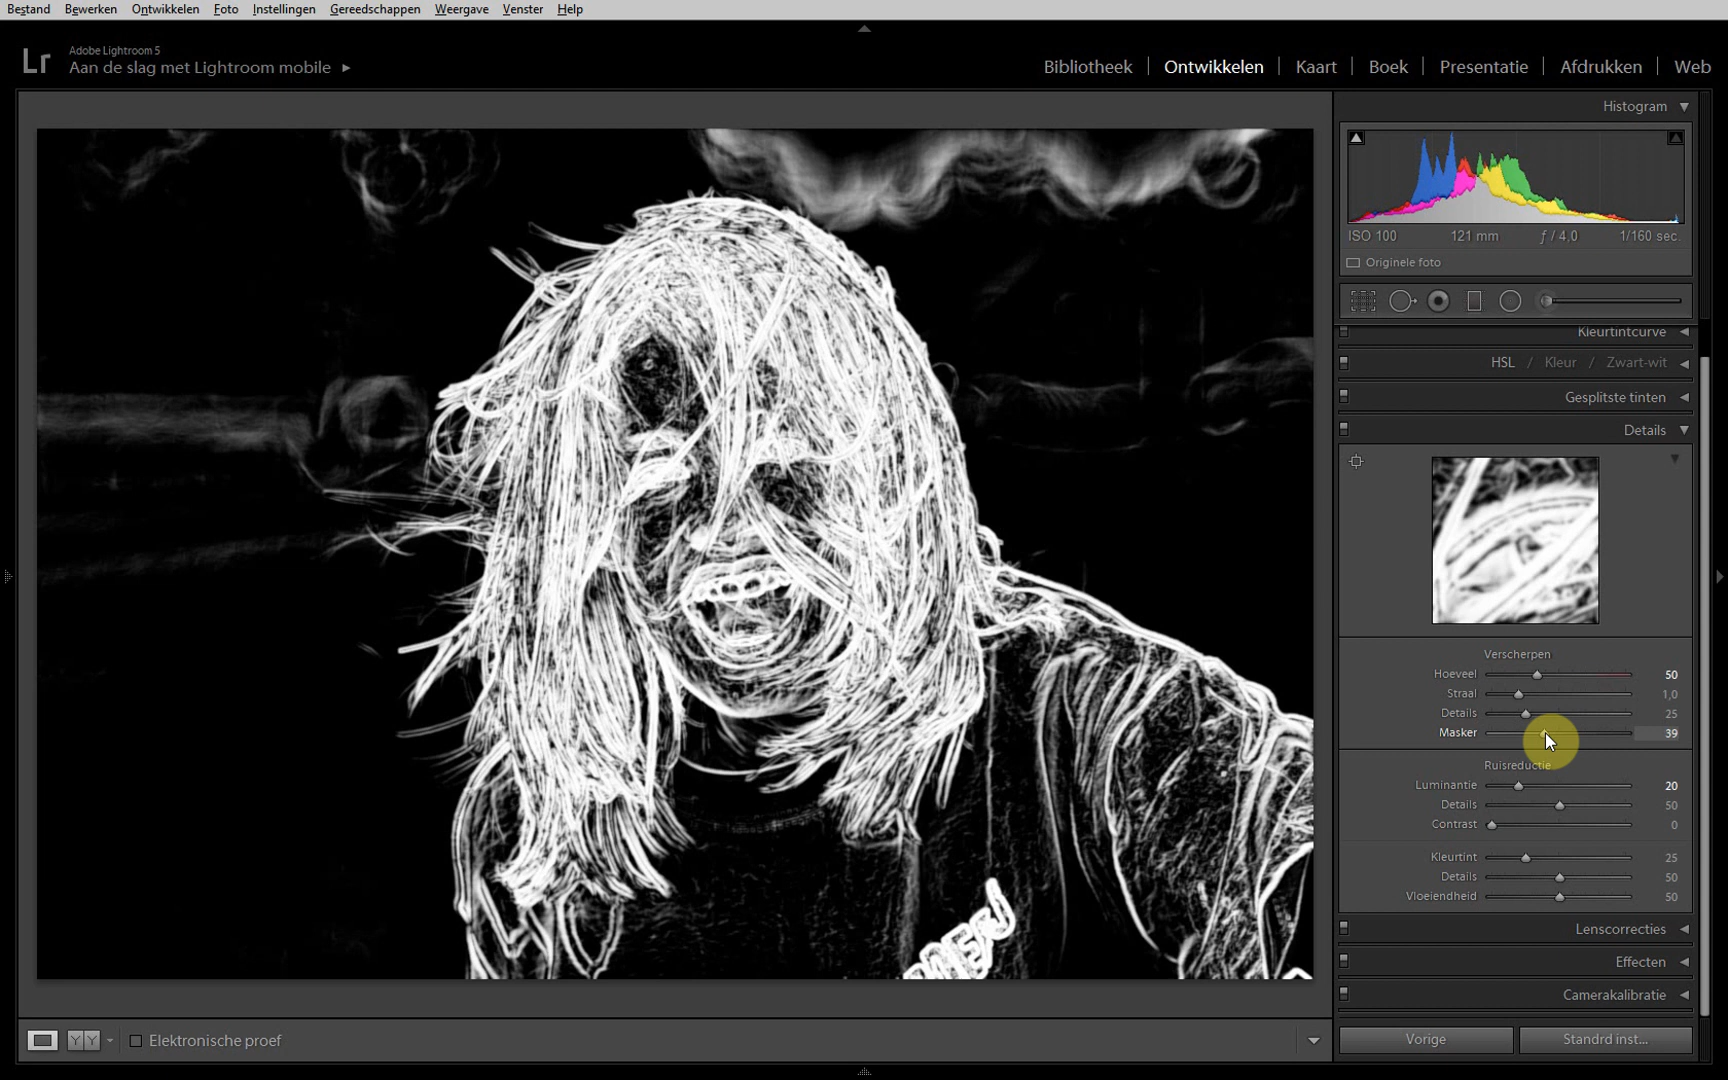 Bestand Bewerken Ontwikkelen Foto Instellingen Gereedschappen Weergave Venster Help
Lr
Adobe Lightroom 5
Aan de slag met Lightroom mobile
Bibliotheek Ontwikkelen Kaart Boek Presentatie Afdrukken Web
Histogram
ISO 100 121 mm ƒ / 4,0 1/160 sec.
Originele foto
Kleurtintcurve
HSL / Kleur / Zwart-wit
Gesplitste tinten
Details
Verscherpen
Hoeveel 50
Straal 1,0
Details 25
Masker 39
Ruisreductie
Luminantie 20
Details 50
Contrast 0
Kleurtint 25
Details 50
Vloeiendheid 50
Lenscorrecties
Effecten
Camerakalibratie
YY Elektronische proef
Vorige Standrd inst...